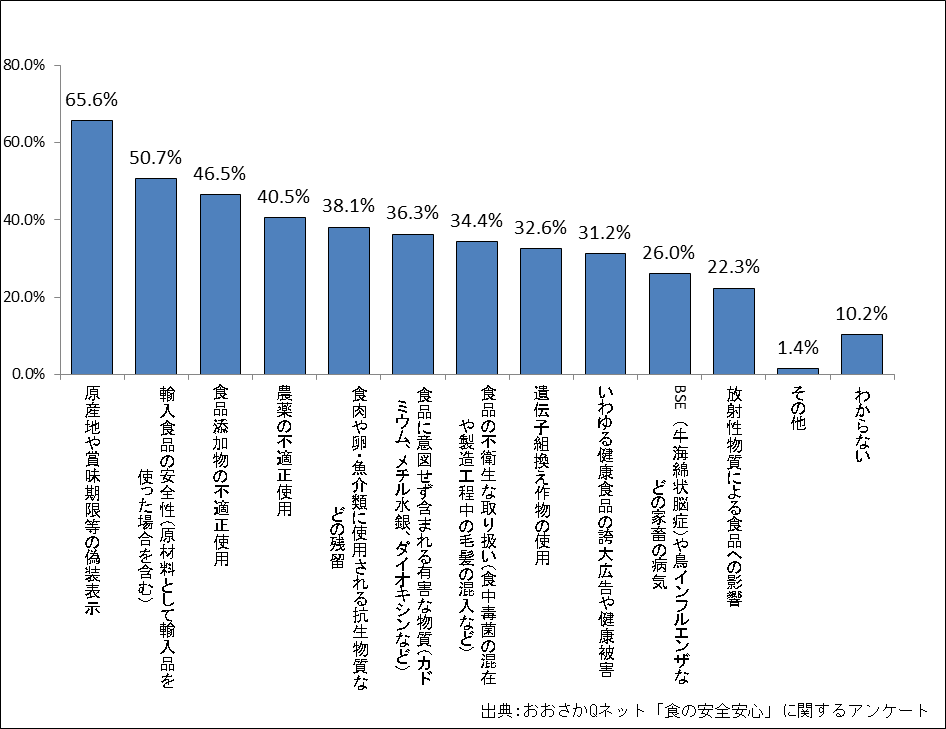 80.0%
60.0%
40.0%
20.0%
0.0%
65.6%
50.7%
46.5%
40.5%
38.1%
36.3%
34.4%
32.6%
31.2%
26.0%
22.3%
1.4%
10.2%
原産地や賞味期限等の偽装表示
輸入食品の安全性(原材料として輸入品を
使った場合を含む)
食品添加物の不適正使用
農薬の不適正使用
食肉や卵・魚介類に使用される抗生物質な
どの残留
食品に意図せず含まれる有害な物質(カド
ミウム、メチル水銀、ダイオキシンなど)
食品の不衛生な取り扱い(食中毒菌の混在
や製造工程中の毛髪の混入など)
遺伝子組換え作物の使用
いわゆる健康食品の誇大広告や健康被害
BSE(牛海綿状脳症)や鳥インフルエンザな
どの家畜の病気
放射性物質による食品への影響
その他
わからない
出典:おおさかQネット「食の安全安心」に関するアンケート